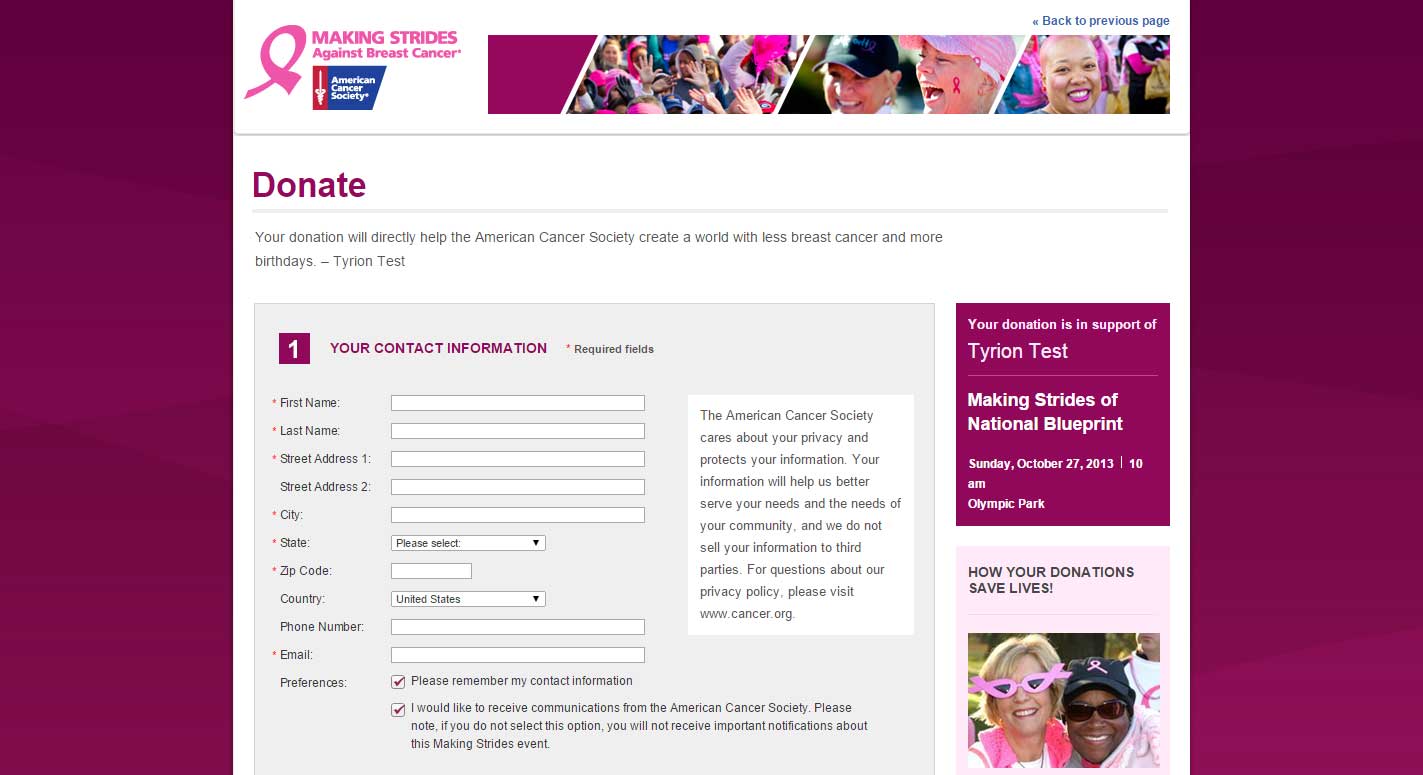 « Back to previous page
MAKING STRIDES
Against Breast Cancer®
American
Cancer
Society®
Donate
Your donation will directly help the American Cancer Society create a world with less breast cancer and more
birthdays. – Tyrion Test
1 YOUR CONTACT INFORMATION * Required fields
* First Name:
* Last Name:
* Street Address 1:
Street Address 2:
* City:
* State: Please select:
* Zip Code:
Country: United States
Phone Number:
* Email:
Preferences: Please remember my contact information
I would like to receive communications from the American Cancer Society. Please
note, if you do not select this option, you will not receive important notifications about
this Making Strides event.
The American Cancer Society
cares about your privacy and
protects your information. Your
information will help us better
serve your needs and the needs of
your community, and we do not
sell your information to third
parties. For questions about our
privacy policy, please visit
www.cancer.org.
Your donation is in support of
Tyrion Test
Making Strides of
National Blueprint
Sunday, October 27, 2013 | 10
am
Olympic Park
HOW YOUR DONATIONS
SAVE LIVES!